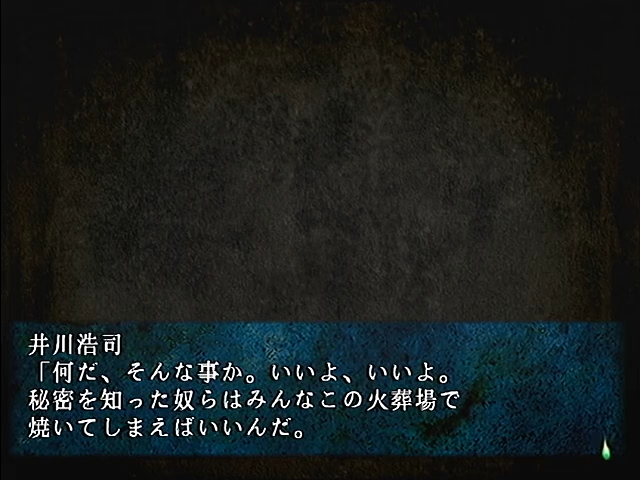 井川浩司
「何だ、そんな事か。いいよ、いいよ。
秘密を知った奴らはみんなこの火葬場で
焼いてしまえばいいんだ。